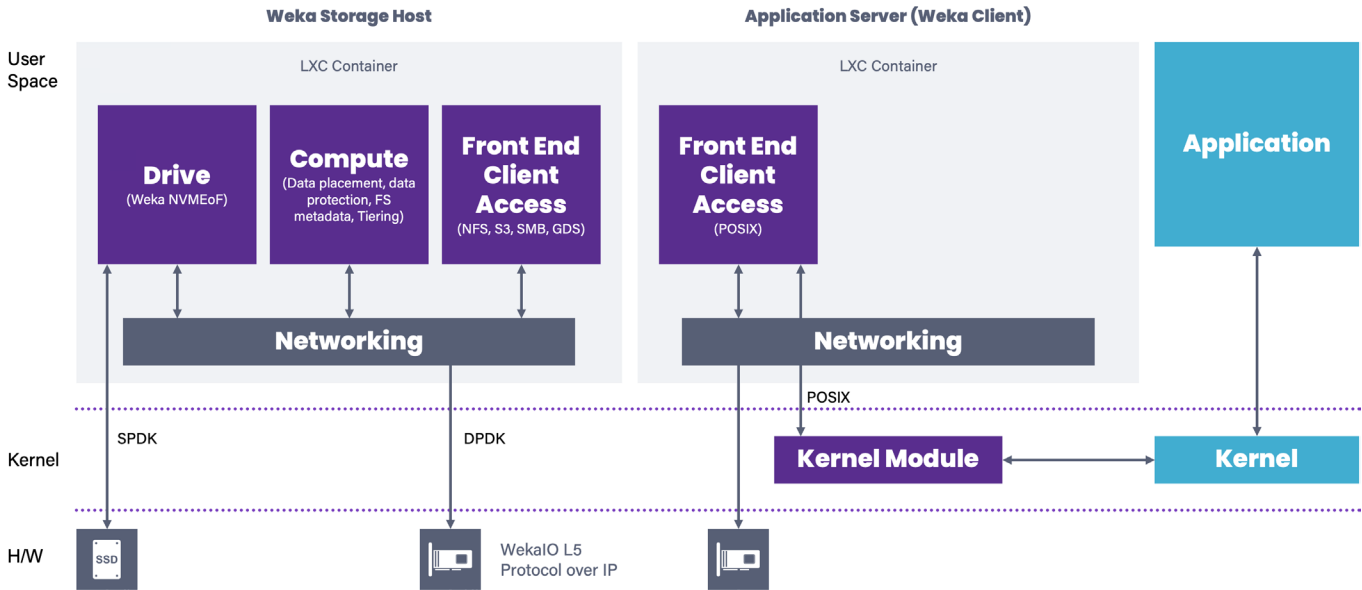 Weka Storage Host
Application Server (Weka Client)
User
Space
LXC Container
LXC Container
Drive
(Weka NVMEoF)
Compute
(Data placement, data
protection, FS
metadata, Tiering)
Front End
Client
Access
(NFS, S3, SMB, GDS)
Front End
Client
Access
(POSIX)
Application
Networking
Networking
POSIX
SPDK
DPDK
Kernel
Kernel Module
Kernel
H/W
SSD
WekaIO L5
Protocol over IP